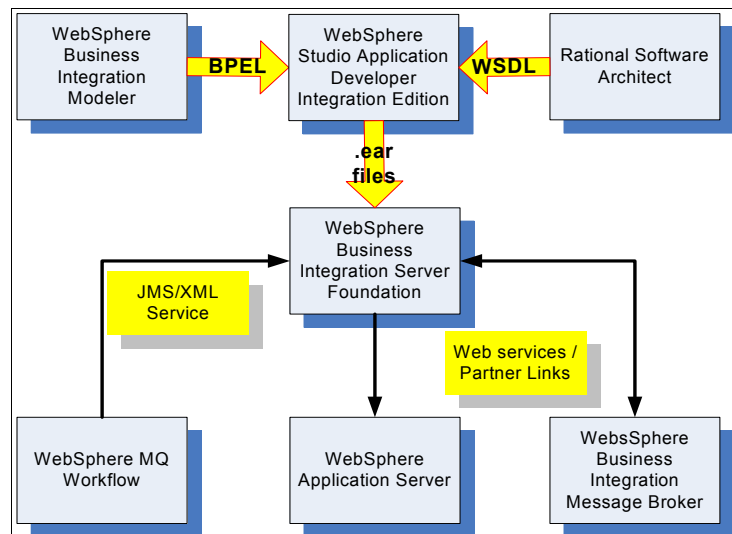 WebSphere
Business
Integration
Modeler
BPEL
WebSphere
Studio Application
Developer
Integration Edition
WSDL
Rational Software
Architect
.ear
files
WebSphere
Business
Integration Server
Foundation
JMS/XML
Service
Web services /
Partner Links
WebSphere MQ
Workflow
WebSphere
Application Server
WebsSphere
Business
Integration
Message Broker